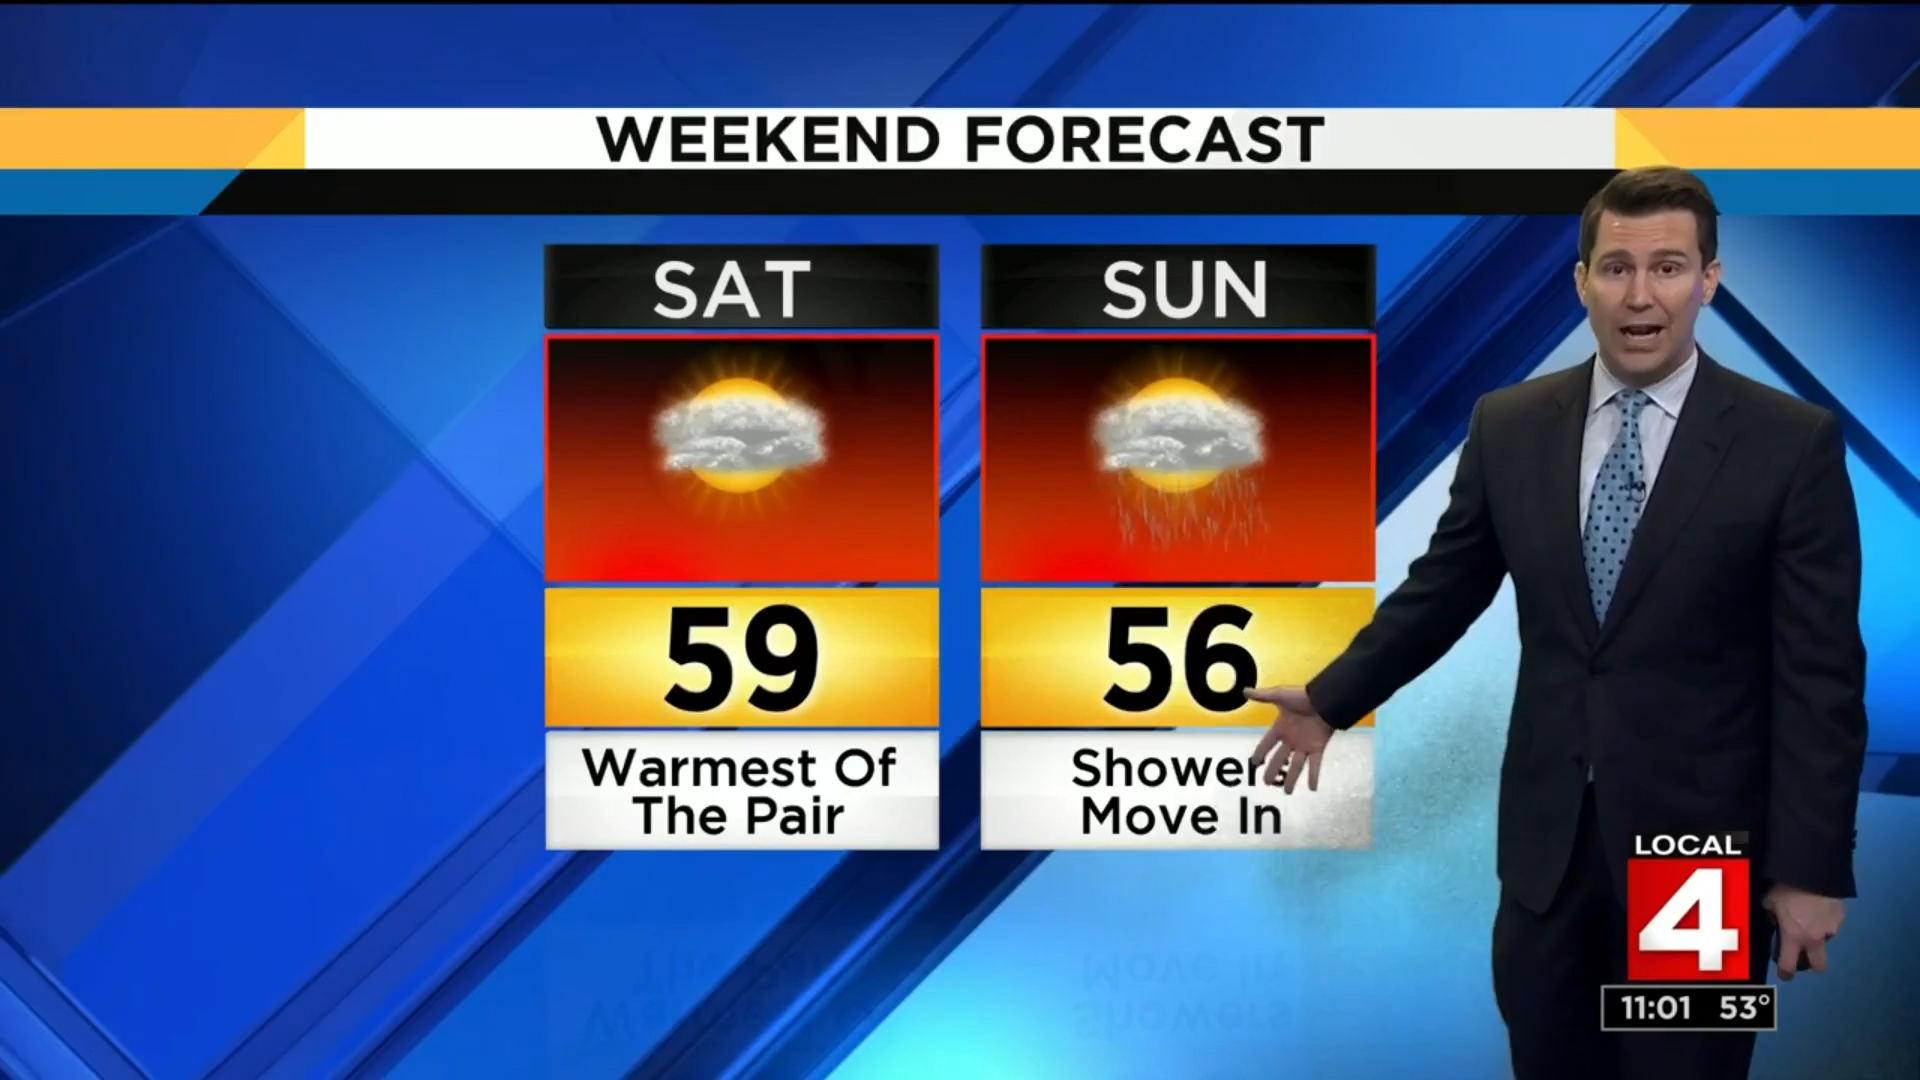 WEEKEND FORECAST
SAT
SUN
59
56
Warmest Of
The Pair
Showers
Move In
LOCAL
4
11:01 53°